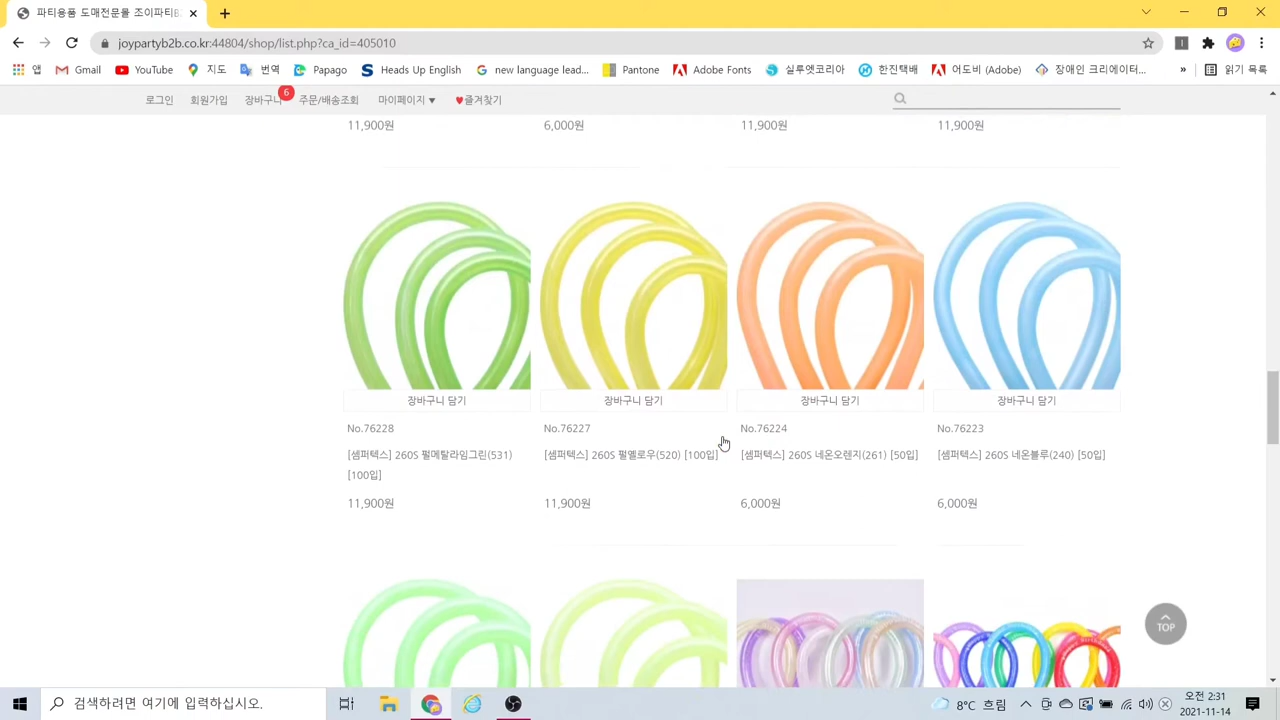 파티용품 도매전문몰 조이파티B
joypartyb2b.co.kr:44804/shop/list.php?ca_id=405010
앱 Gmail YouTube 지도 번역 Papago Heads Up English new language lead... Pantone Adobe Fonts 실루엣코리아 한진택배 어도비 (Adobe) 장애인 크리에이터... » 읽기 목록
로그인 회원가입 장바구니 6 주문/배송조회 마이페이지 ▼ ♥즐겨찾기
11,900원 6,000원 11,900원 11,900원
장바구니 담기 장바구니 담기 장바구니 담기 장바구니 담기
No.76228 No.76227 No.76224 No.76223
[쎔퍼텍스] 260S 펄메탈라임그린(531) [쎔퍼텍스] 260S 펄옐로우(520) [100입] [쎔퍼텍스] 260S 네온오렌지(261) [50입] [쎔퍼텍스] 260S 네온블루(240) [50입]
[100입]
11,900원 11,900원 6,000원 6,000원
TOP
검색하려면 여기에 입력하십시오.
8°C 흐림
오전 2:31
2021-11-14